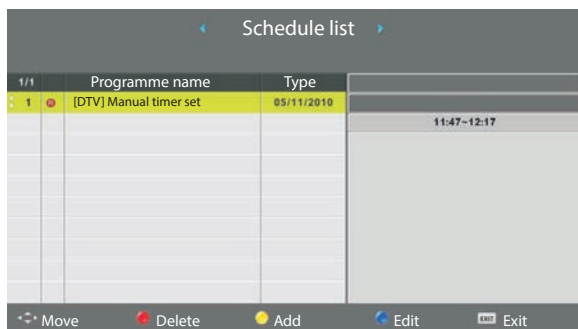 Schedule list
1/1 Programme name Type
1 [DTV] Manual timer set 05/11/2010
11:47~12:17
Move Delete Add Edit EXIT Exit